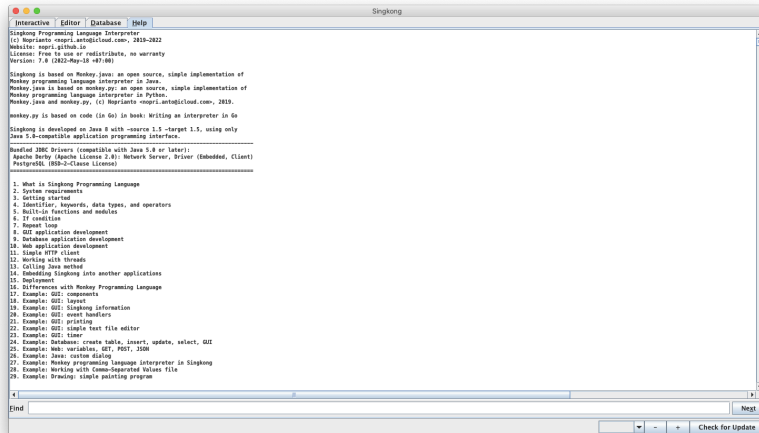 Singkong
Interactive Editor Database Help
Singkong Programming Language Interpreter
(c) Noprianto <nopri.anto@icloud.com>, 2019-2022
Website: nopri.github.io
License: Free to use or redistribute, no warranty
Version: 7.0 (2022-May-18 +07:00)
Singkong is based on Monkey.java: an open source, simple implementation of
Monkey programming language interpreter in Java.
Monkey.java is based on monkey.py: an open source, simple implementation of
Monkey programming language interpreter in Python.
Monkey.java and monkey.py, (c) Noprianto <nopri.anto@icloud.com>, 2019.
monkey.py is based on code (in Go) in book: Writing an interpreter in Go
Singkong is developed on Java 8 with -source 1.5 -target 1.5, using only
Java 5.0-compatible application programming interface.
Bundled JDBC Drivers (compatible with Java 5.0 or later):
Apache Derby (Apache License 2.0): Network Server, Driver (Embedded, Client)
PostgreSQL (BSD-2-Clause License)
1. What is Singkong Programming Language
2. System requirements
3. Getting started
4. Identifier, keywords, data types, and operators
5. Built-in functions and modules
6. If condition
7. Repeat loop
8. GUI application development
9. Database application development
10. Web application development
11. Simple HTTP client
12. Working with threads
13. Calling Java method
14. Embedding Singkong into another applications
15. Deployment
16. Differences with Monkey Programming Language
17. Example: GUI: components
18. Example: GUI: layout
19. Example: GUI: Singkong information
20. Example: GUI: event handlers
21. Example: GUI: printing
22. Example: GUI: simple text file editor
23. Example: GUI: timer
24. Example: Database: create table, insert, update, select, GUI
25. Example: Web: variables, GET, POST, JSON
26. Example: Java: custom dialog
27. Example: Monkey programming language interpreter in Singkong
28. Example: Working with Comma-Separated Values file
29. Example: Drawing: simple painting program
Find Next
- + Check for Update